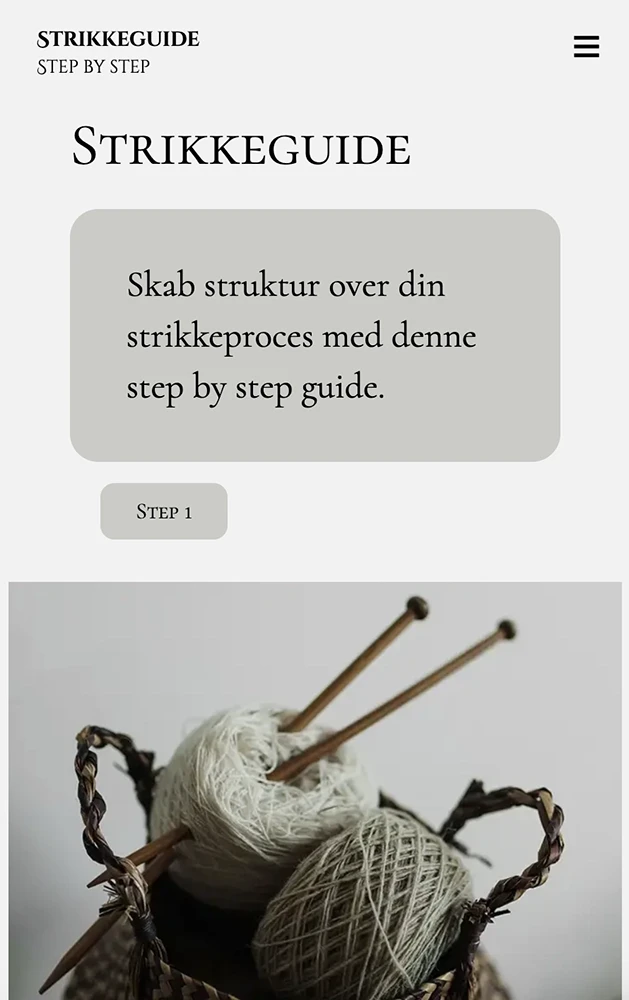 Strikkeguide
Step by step
Strikkeguide
Skab struktur over din
strikkeproces med denne
step by step guide.
Step 1